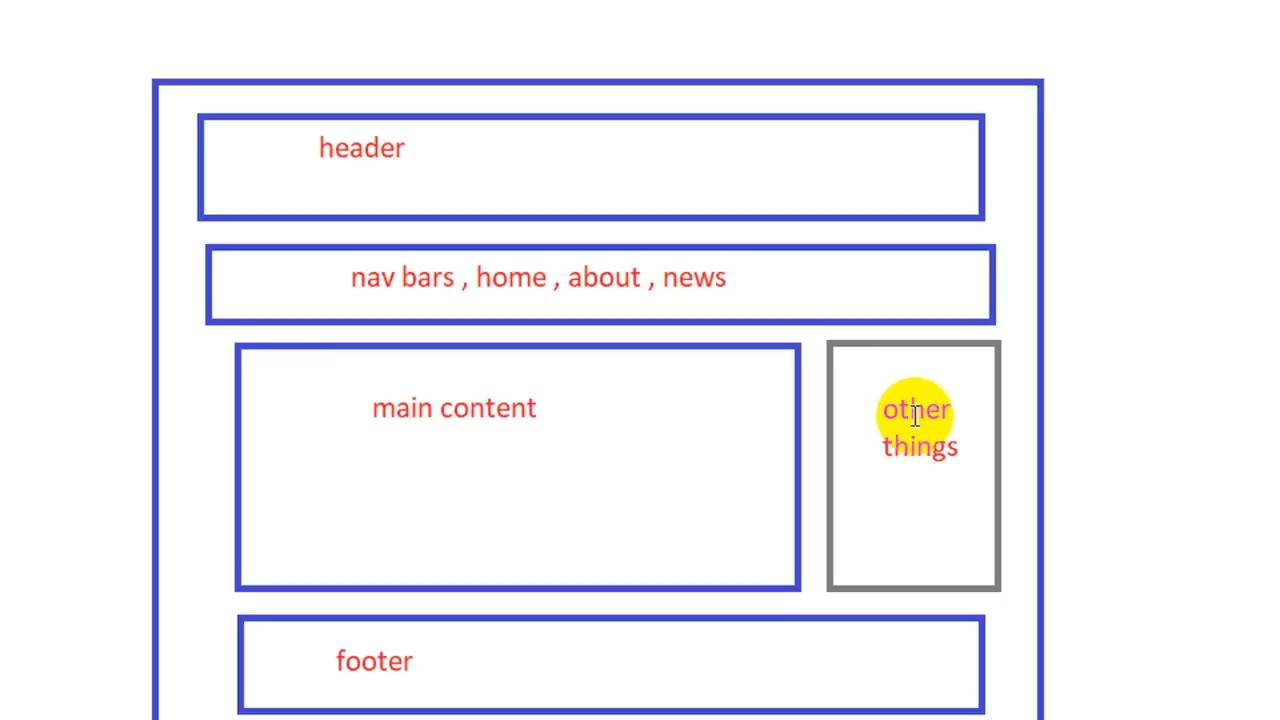 header
nav bars , home , about , news
main content
other
things
footer